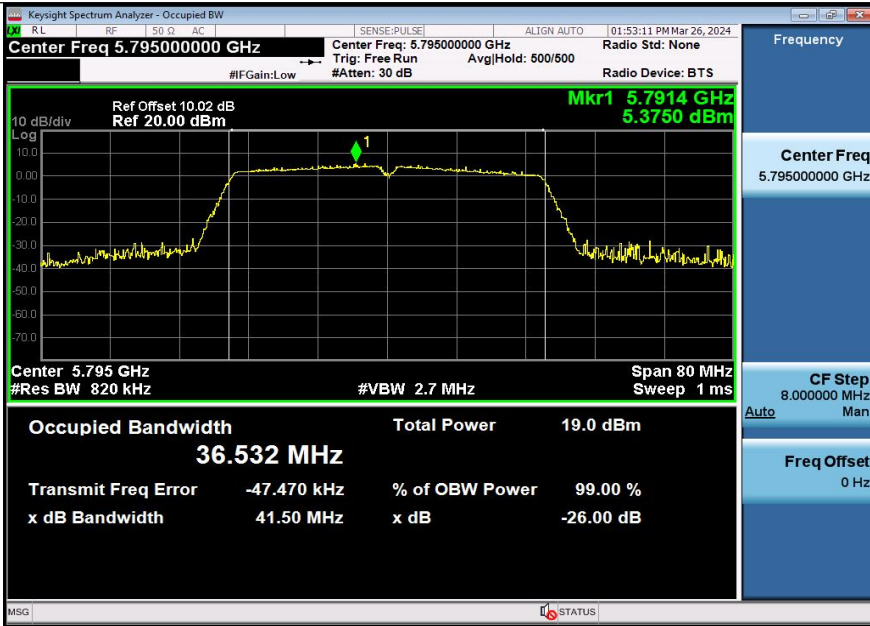 Keysight Spectrum Analyzer - Occupied BW
LXI RL RF 50 Ω AC SENSE:PULSE ALIGN AUTO 01:53:11 PM Mar 26, 2024
Center Freq 5.795000000 GHz
Center Freq: 5.795000000 GHz
Radio Std: None
Trig: Free Run Avg|Hold: 500/500
#IFGain:Low
#Atten: 30 dB
Radio Device: BTS
Ref Offset 10.02 dB
Mkr1 5.7914 GHz
10 dB/div Ref 20.00 dBm
5.3750 dBm
Log
1
10.0
0.00
-10.0
-20.0
-30.0
-40.0
-50.0
-60.0
-70.0
Center 5.795 GHz Span 80 MHz
#Res BW 820 kHz #VBW 2.7 MHz Sweep 1 ms
Occupied Bandwidth Total Power 19.0 dBm
36.532 MHz
Transmit Freq Error -47.470 kHz % of OBW Power 99.00 %
x dB Bandwidth 41.50 MHz x dB -26.00 dB
Frequency
Center Freq
5.795000000 GHz
CF Step
8.000000 MHz
Auto Man
Freq Offset
0 Hz
MSG STATUS